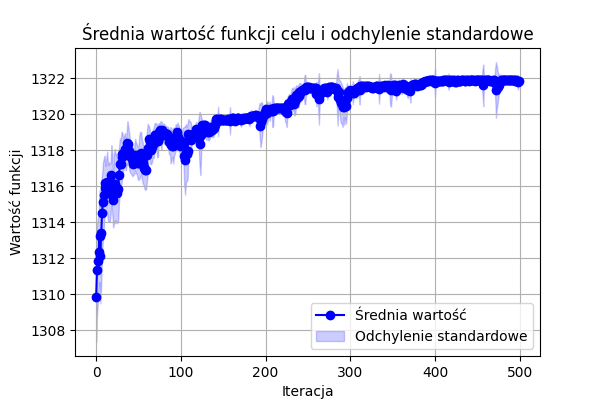 Średnia wartość funkcji celu i odchylenie standardowe
Wartość funkcji
1322
1320
1318
1316
1314
1312
1310
1308
Średnia wartość
Odchylenie standardowe
0 100 200 300 400 500
Iteracja